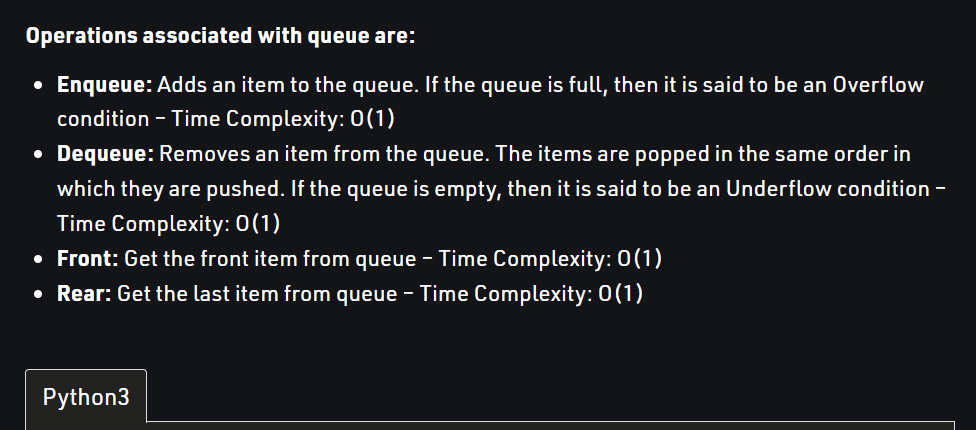 Operations associated with queue are:
• Enqueue: Adds an item to the queue. If the queue is full, then it is said to be an Overflow
condition – Time Complexity: O(1)
• Dequeue: Removes an item from the queue. The items are popped in the same order in
which they are pushed. If the queue is empty, then it is said to be an Underflow condition –
Time Complexity: O(1)
• Front: Get the front item from queue – Time Complexity: O(1)
• Rear: Get the last item from queue – Time Complexity: O(1)
Python3